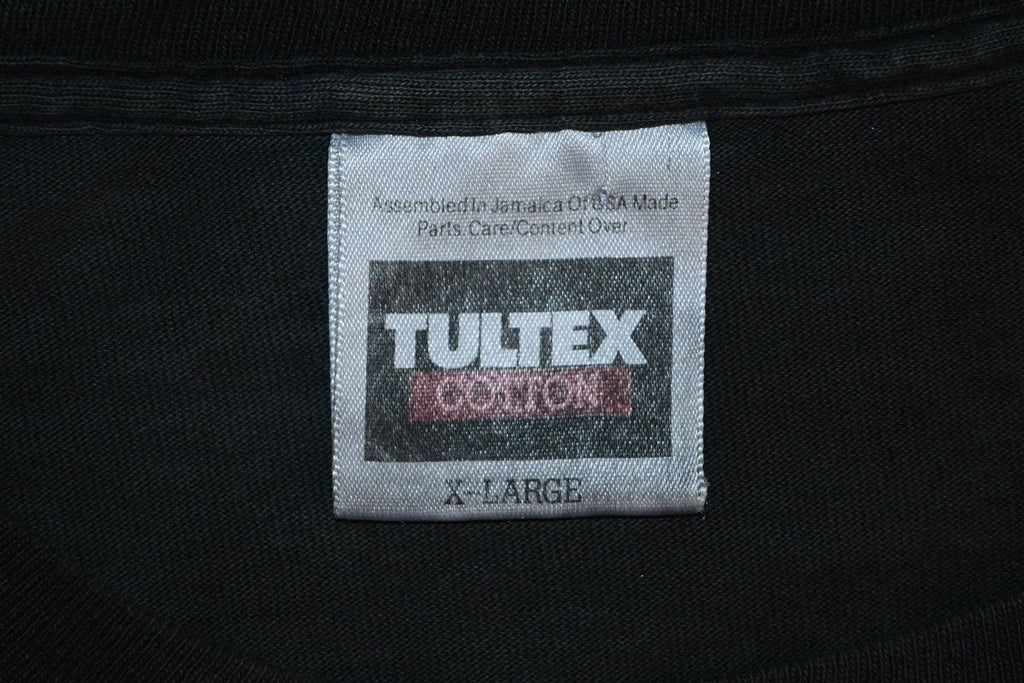 Assembled In Jamaica Of USA Made
Parts. Care/Content Over
TULTEX
COTTON
X-LARGE